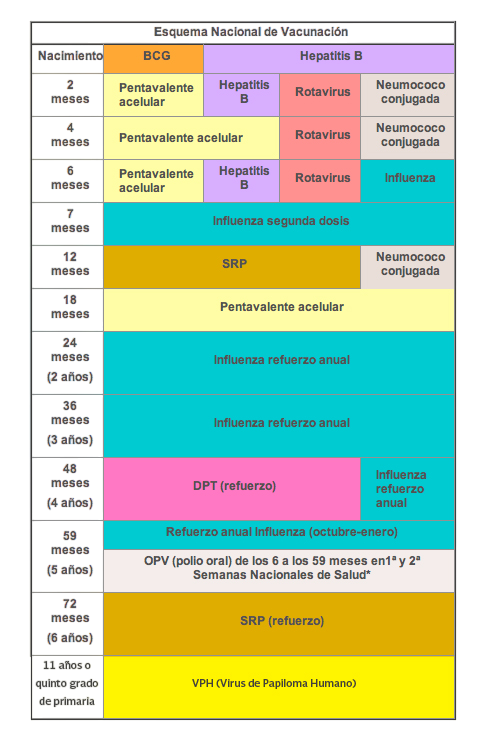 Esquema Nacional de Vacunación
Nacimiento BCG Hepatitis B
2
meses
Pentavalente
acelular
Hepatitis
B
Rotavirus
Neumococo
conjugada
4
meses
Pentavalente acelular
Rotavirus
Neumococo
conjugada
6
meses
Pentavalente
acelular
Hepatitis
B
Rotavirus
Influenza
7
meses
Influenza segunda dosis
12
meses
SRP
Neumococo
conjugada
18
meses
Pentavalente acelular
24
meses
(2 años)
Influenza refuerzo anual
36
meses
(3 años)
Influenza refuerzo anual
48
meses
(4 años)
DPT (refuerzo)
Influenza
refuerzo
anual
59
meses
(5 años)
Refuerzo anual Influenza (octubre-enero)
OPV (polio oral) de los 6 a los 59 meses en1ª y 2ª
Semanas Nacionales de Salud*
72
meses
(6 años)
SRP (refuerzo)
11 años o
quinto grado
de primaria
VPH (Virus de Papiloma Humano)